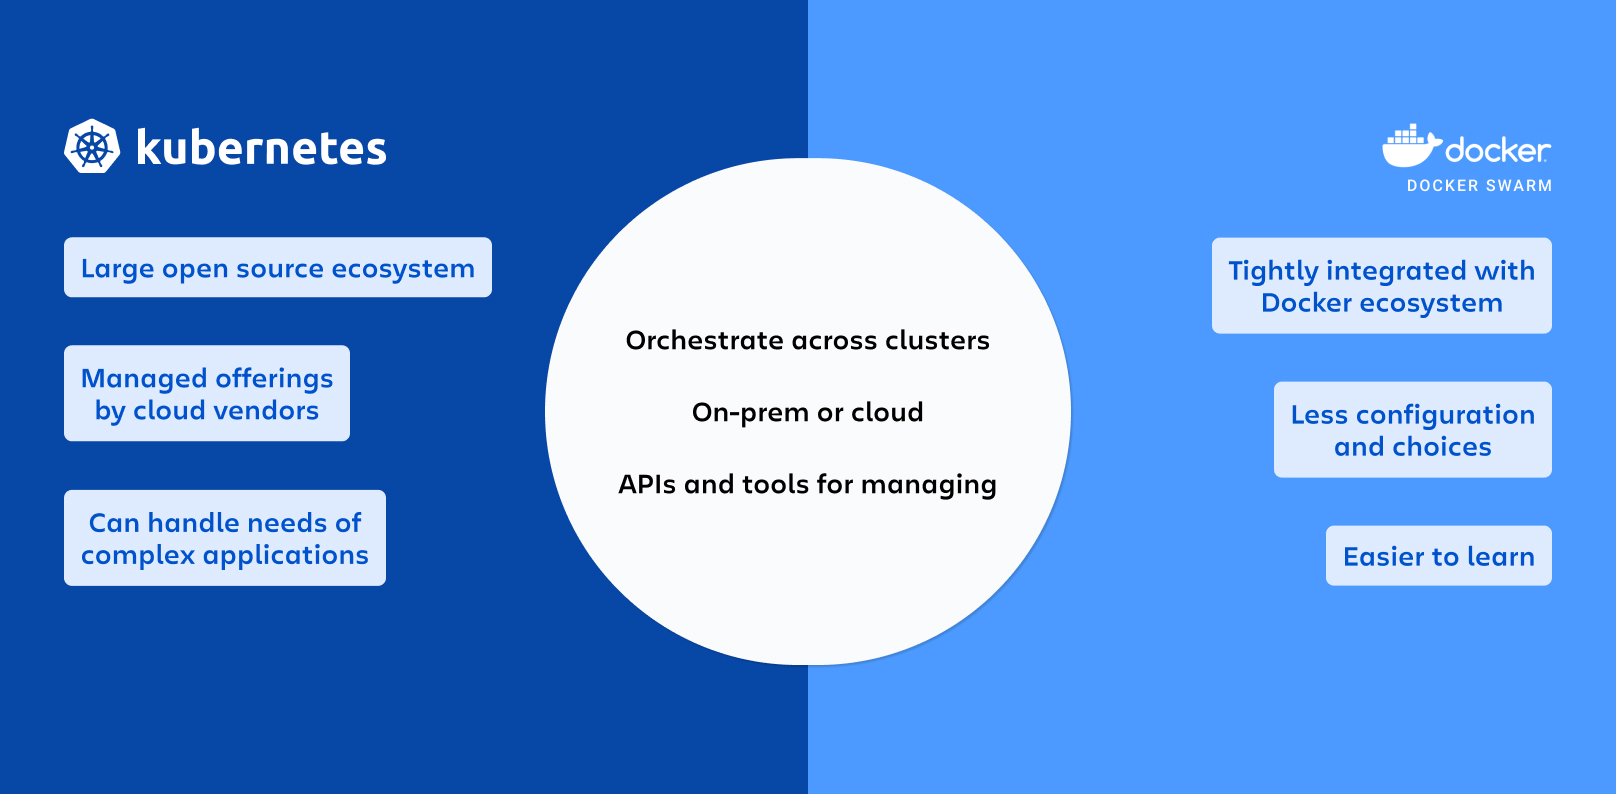 kubernetes
Large open source ecosystem
Managed offerings
by cloud vendors
Can handle needs of
complex applications
Orchestrate across clusters
On-prem or cloud
APIs and tools for managing
docker
DOCKER SWARM
Tightly integrated with
Docker ecosystem
Less configuration
and choices
Easier to learn